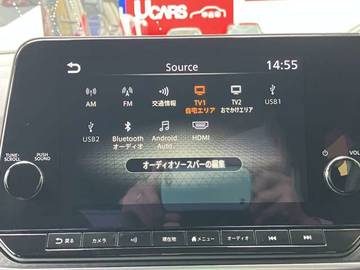 UCARS 中古車
Source 14:55
AM FM 交通情報 TV1 自宅エリア TV2 おでかけエリア USB1
USB2 Bluetooth オーディオ Android Auto HDMI
オーディオソースバーの編集
TUNE/SCROLL PUSH SOUND VOL
戻る カメラ 現在地 メニュー オーディオ